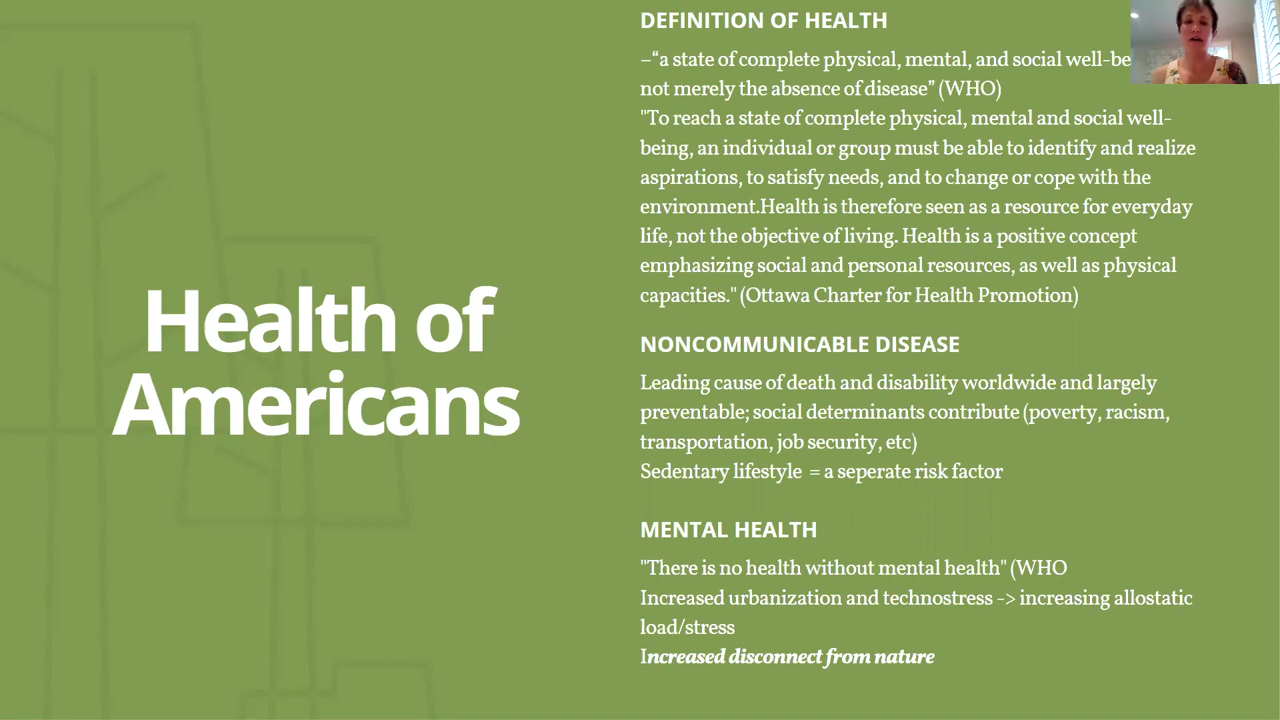 Health of
Americans
DEFINITION OF HEALTH
–“a state of complete physical, mental, and social well-be
not merely the absence of disease” (WHO)
"To reach a state of complete physical, mental and social well-
being, an individual or group must be able to identify and realize
aspirations, to satisfy needs, and to change or cope with the
environment.Health is therefore seen as a resource for everyday
life, not the objective of living. Health is a positive concept
emphasizing social and personal resources, as well as physical
capacities." (Ottawa Charter for Health Promotion)
NONCOMMUNICABLE DISEASE
Leading cause of death and disability worldwide and largely
preventable; social determinants contribute (poverty, racism,
transportation, job security, etc)
Sedentary lifestyle = a seperate risk factor
MENTAL HEALTH
"There is no health without mental health" (WHO
Increased urbanization and technostress -> increasing allostatic
load/stress
Increased disconnect from nature